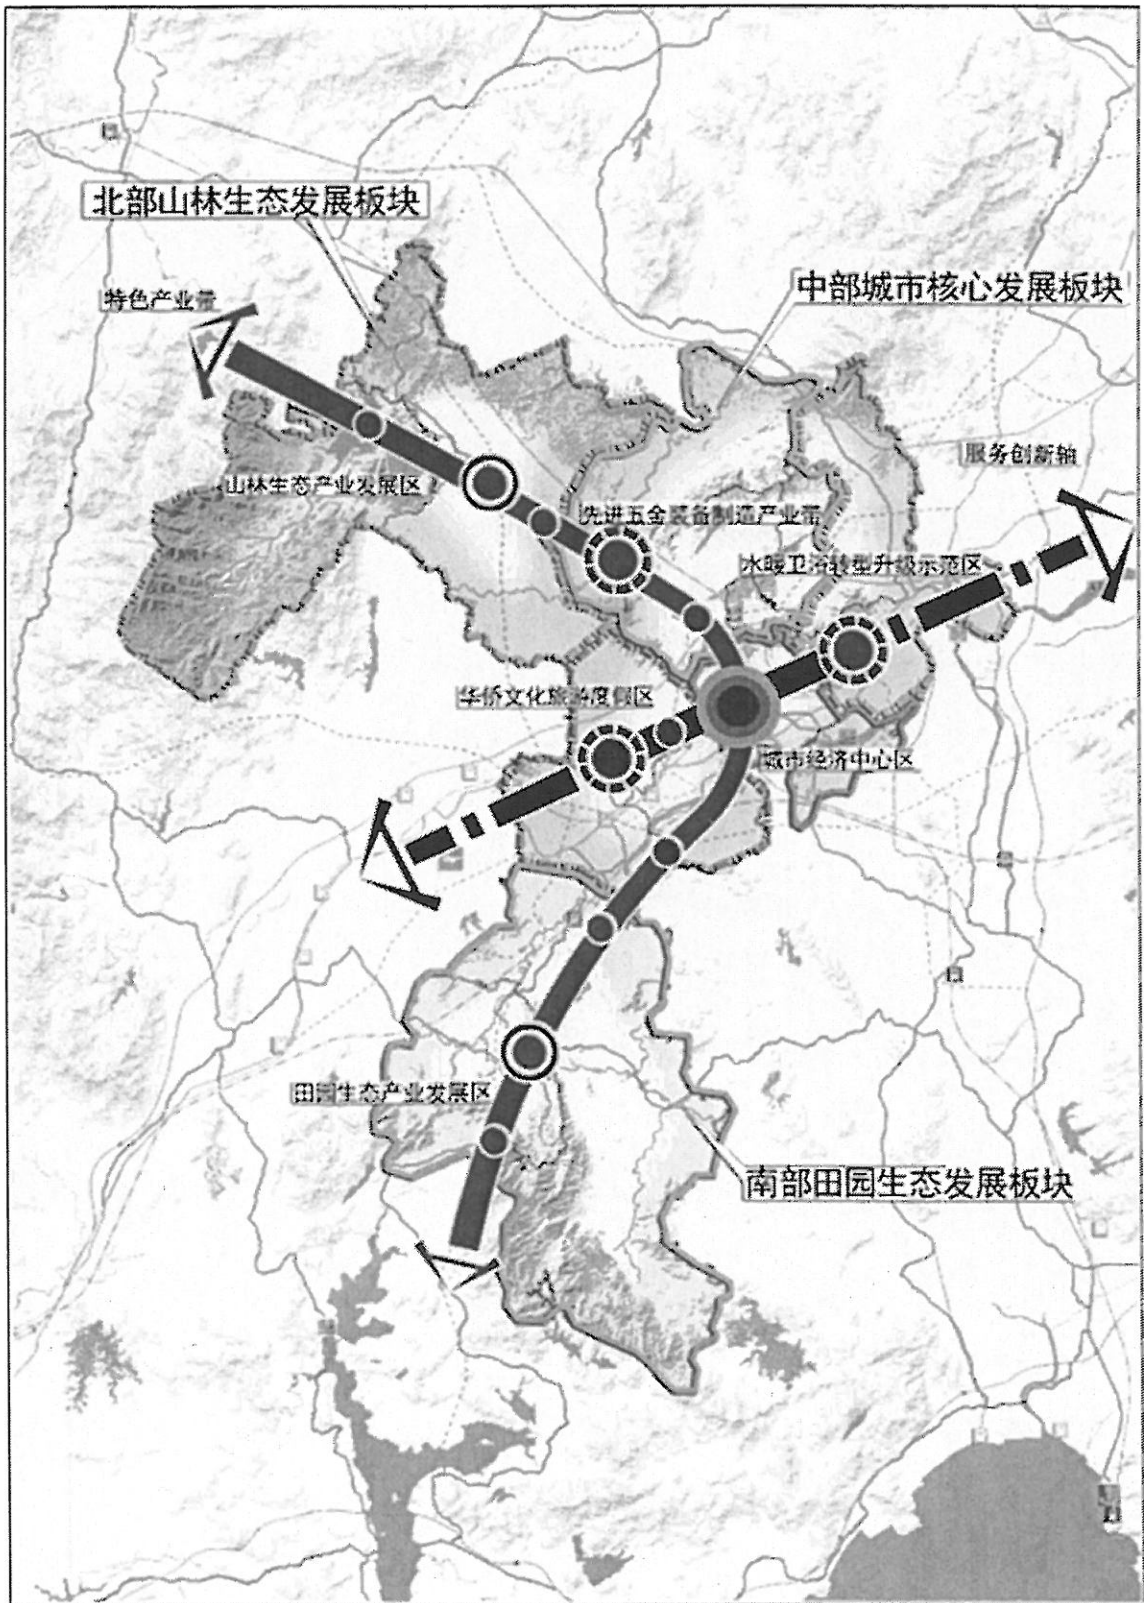 北部山林生态发展板块
中部城市核心发展板块
特色产业带
服务创新轴
山林生态产业发展区
先进五金装备制造产业带
水暖卫浴转型升级示范区
华侨文化旅游度假区
城市经济中心区
田园生态产业发展区
南部田园生态发展板块